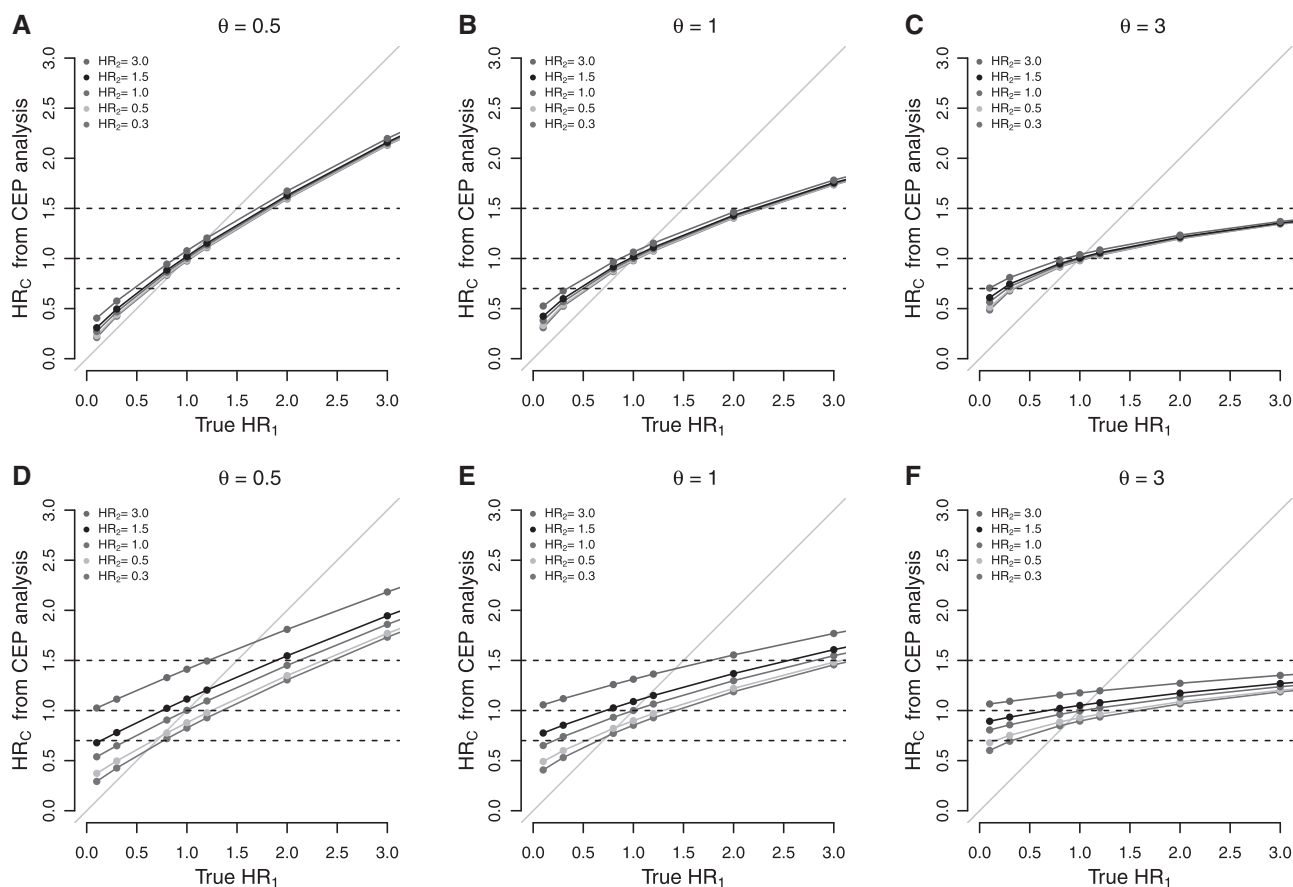 A
θ = 0.5
HR2= 3.0
HR2= 1.5
HR2= 1.0
HR2= 0.5
HR2= 0.3
HRC from CEP analysis
3.0
2.5
2.0
1.5
1.0
0.5
0.0
0.0 0.5 1.0 1.5 2.0 2.5 3.0
True HR1
B
θ = 1
HR2= 3.0
HR2= 1.5
HR2= 1.0
HR2= 0.5
HR2= 0.3
HRC from CEP analysis
3.0
2.5
2.0
1.5
1.0
0.5
0.0
0.0 0.5 1.0 1.5 2.0 2.5 3.0
True HR1
C
θ = 3
HR2= 3.0
HR2= 1.5
HR2= 1.0
HR2= 0.5
HR2= 0.3
HRC from CEP analysis
3.0
2.5
2.0
1.5
1.0
0.5
0.0
0.0 0.5 1.0 1.5 2.0 2.5 3.0
True HR1
D
θ = 0.5
HR2= 3.0
HR2= 1.5
HR2= 1.0
HR2= 0.5
HR2= 0.3
HRC from CEP analysis
3.0
2.5
2.0
1.5
1.0
0.5
0.0
0.0 0.5 1.0 1.5 2.0 2.5 3.0
True HR1
E
θ = 1
HR2= 3.0
HR2= 1.5
HR2= 1.0
HR2= 0.5
HR2= 0.3
HRC from CEP analysis
3.0
2.5
2.0
1.5
1.0
0.5
0.0
0.0 0.5 1.0 1.5 2.0 2.5 3.0
True HR1
F
θ = 3
HR2= 3.0
HR2= 1.5
HR2= 1.0
HR2= 0.5
HR2= 0.3
HRC from CEP analysis
3.0
2.5
2.0
1.5
1.0
0.5
0.0
0.0 0.5 1.0 1.5 2.0 2.5 3.0
True HR1